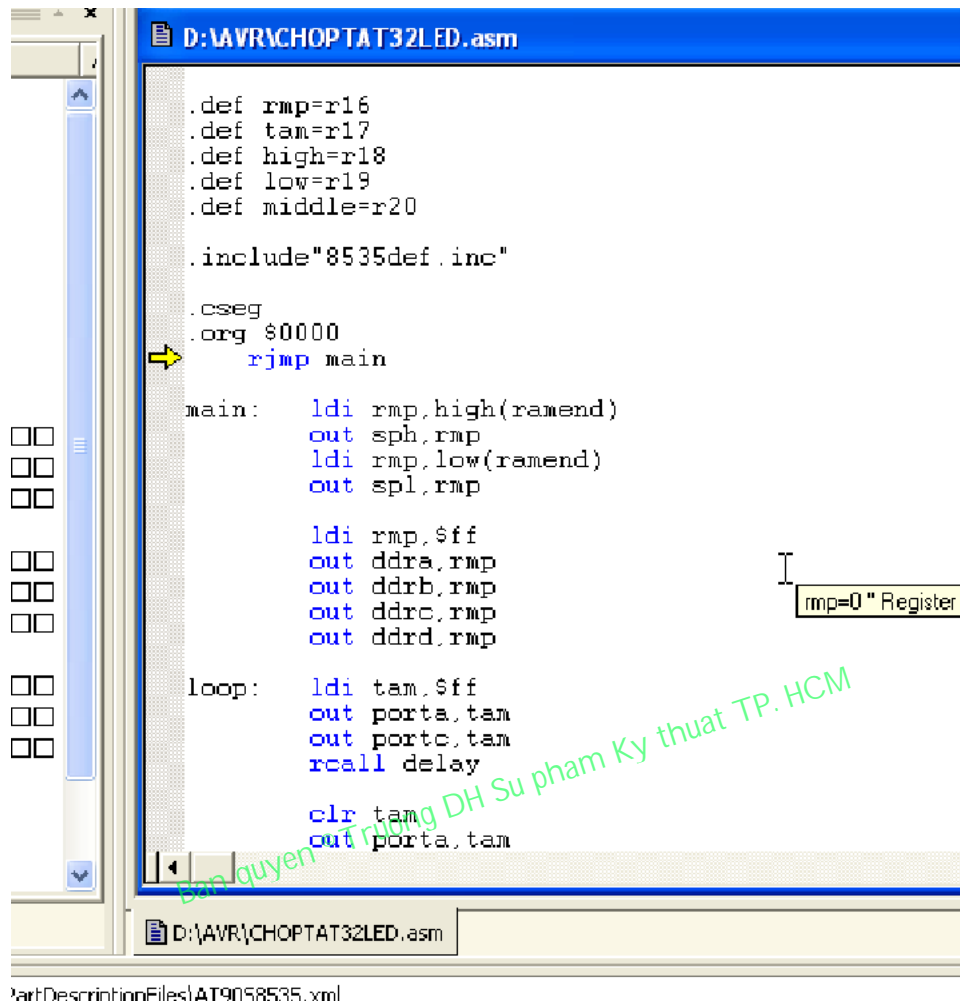 D:\AVR\CHOPTAT32LED.asm
.def rmp=r16
.def tam=r17
.def high=r18
.def low=r19
.def middle=r20
.include"8535def.inc"
.cseg
.org $0000
rjmp main
main: ldi rmp,high(ramend)
out sph,rmp
ldi rmp,low(ramend)
out spl,rmp
ldi rmp,$ff
out ddra,rmp
out ddrb,rmp
out ddrc,rmp
out ddrd,rmp
rmp=0 " Register
loop: ldi tam,$ff
out porta,tam
out portc,tam
rcall delay
clr tam
out porta,tam
Ban quyen © Truong DH Su pham Ky thuat TP. HCM
D:\AVR\CHOPTAT32LED.asm
PartDescriptionFiles\AT90S8535.xml